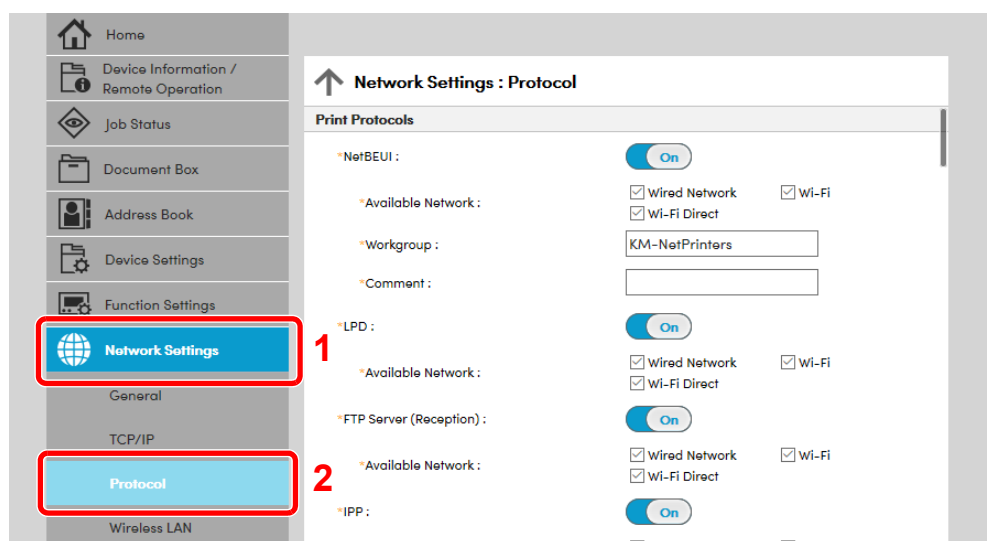 Home
Device Information /
Remote Operation
Job Status
Document Box
Address Book
Device Settings
Function Settings
Network Settings
1
General
TCP/IP
Protocol
2
Wireless LAN
Network Settings : Protocol
Print Protocols
*NetBEUI :
On
*Available Network :
Wired Network
Wi-Fi
Wi-Fi Direct
*Workgroup :
KM-NetPrinters
*Comment :
*LPD :
On
*Available Network :
Wired Network
Wi-Fi
Wi-Fi Direct
*FTP Server (Reception) :
On
*Available Network :
Wired Network
Wi-Fi
Wi-Fi Direct
*IPP :
On